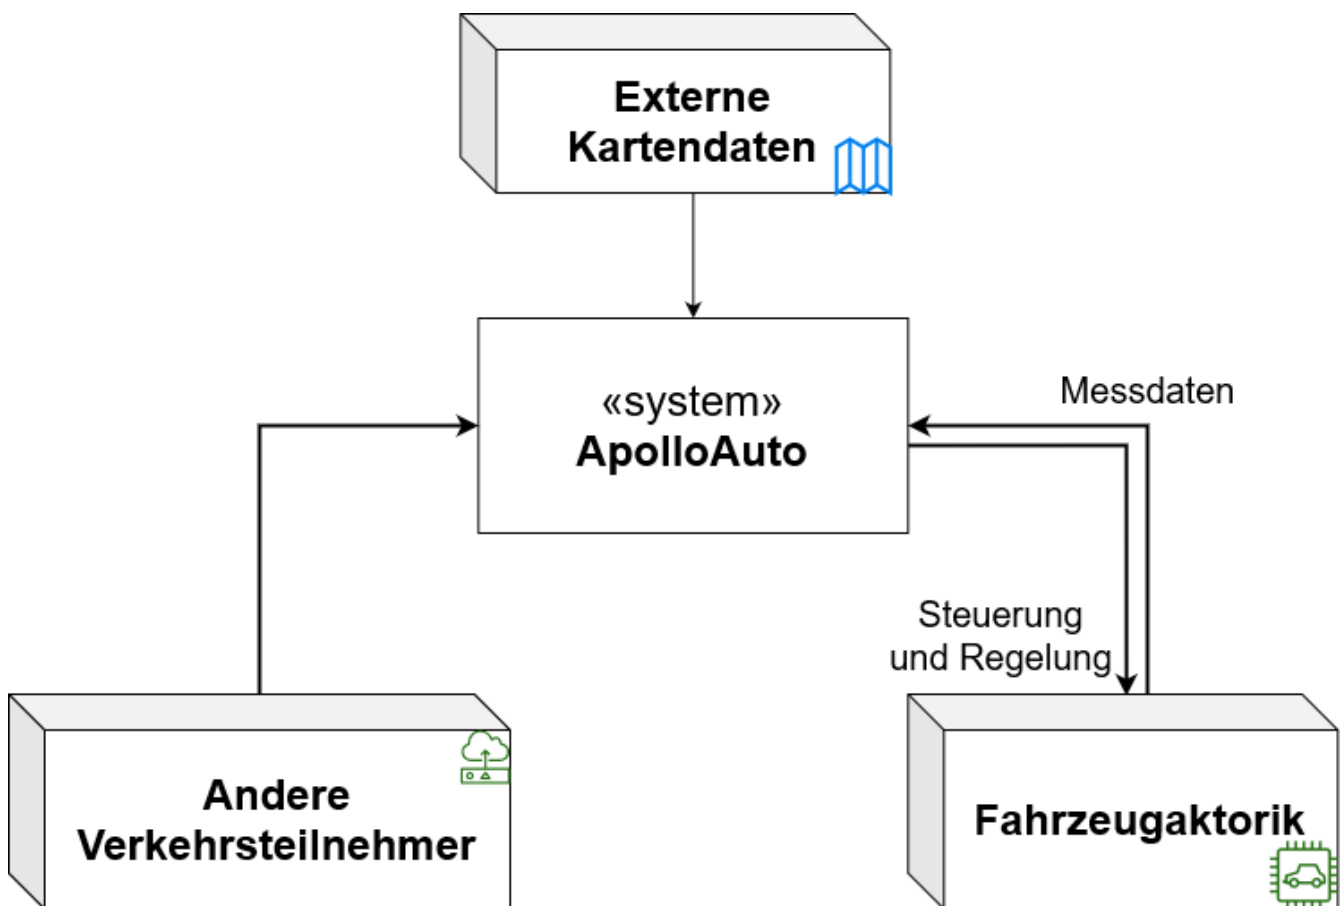 Externe
Kartendaten
«system»
ApolloAuto
Messdaten
Steuerung
und Regelung
Andere
Verkehrsteilnehmer
Fahrzeugaktorik